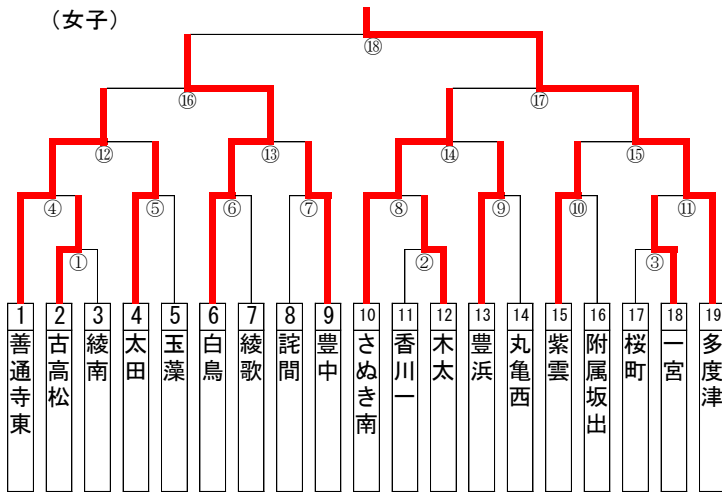 （女子）
⑱
⑯
⑰
⑫
⑬
⑭
⑮
④
⑤
⑥
⑦
⑧
⑨
⑩
⑪
①
②
③
1 善通寺東
2 古高松
3 綾南
4 太田
5 玉藻
6 白鳥
7 綾歌
8 詫間
9 豊中
10 さぬき南
11 香川一
12 木太
13 豊浜
14 丸亀西
15 紫雲
16 附属坂出
17 桜町
18 一宮
19 多度津